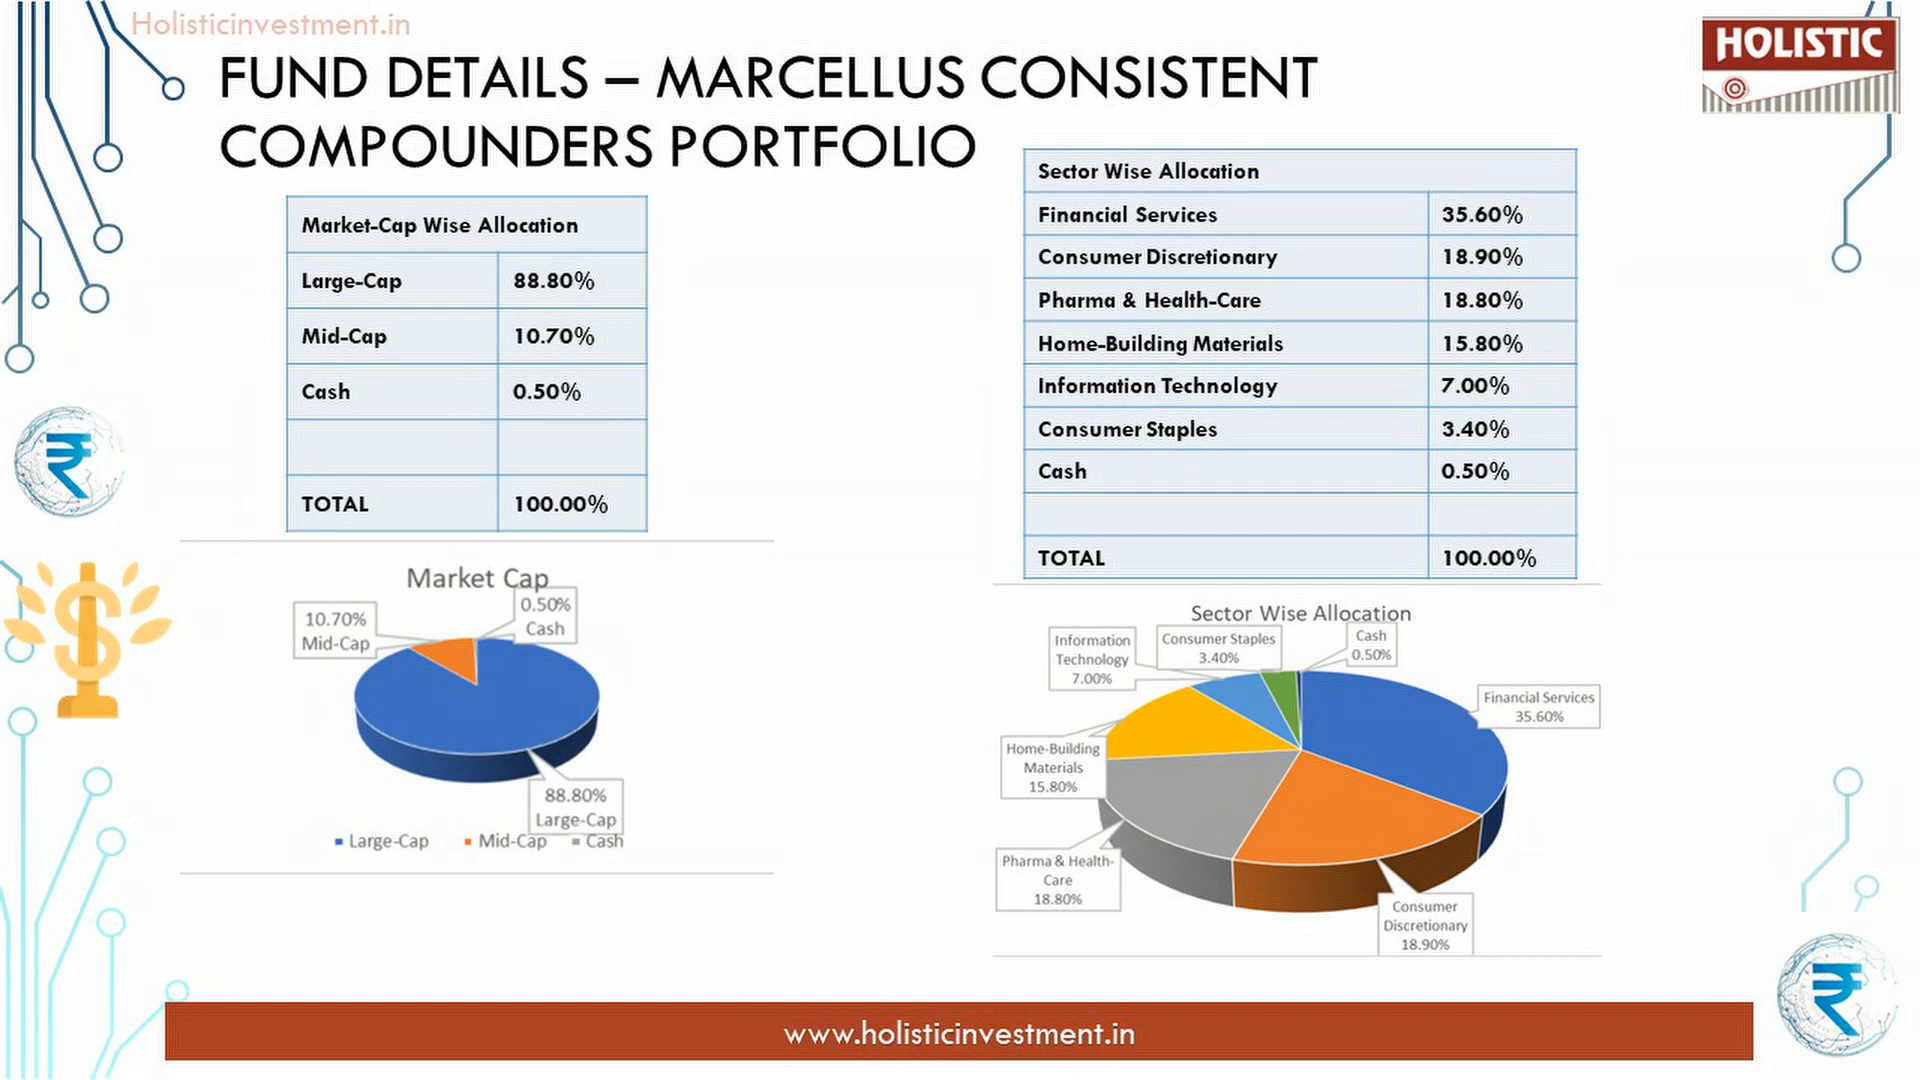 Holisticinvestment.in
HOLISTIC
FUND DETAILS – MARCELLUS CONSISTENT
COMPOUNDERS PORTFOLIO
Market-Cap Wise Allocation
Large-Cap 88.80%
Mid-Cap 10.70%
Cash 0.50%
TOTAL 100.00%
Sector Wise Allocation
Financial Services 35.60%
Consumer Discretionary 18.90%
Pharma & Health-Care 18.80%
Home-Building Materials 15.80%
Information Technology 7.00%
Consumer Staples 3.40%
Cash 0.50%
TOTAL 100.00%
Market Cap
10.70%
Mid-Cap
0.50%
Cash
88.80%
Large-Cap
Large-Cap Mid-Cap Cash
Sector Wise Allocation
Information
Technology
7.00%
Consumer Staples
3.40%
Cash
0.50%
Financial Services
35.60%
Home-Building
Materials
15.80%
Pharma & Health-
Care
18.80%
Consumer
Discretionary
18.90%
www.holisticinvestment.in